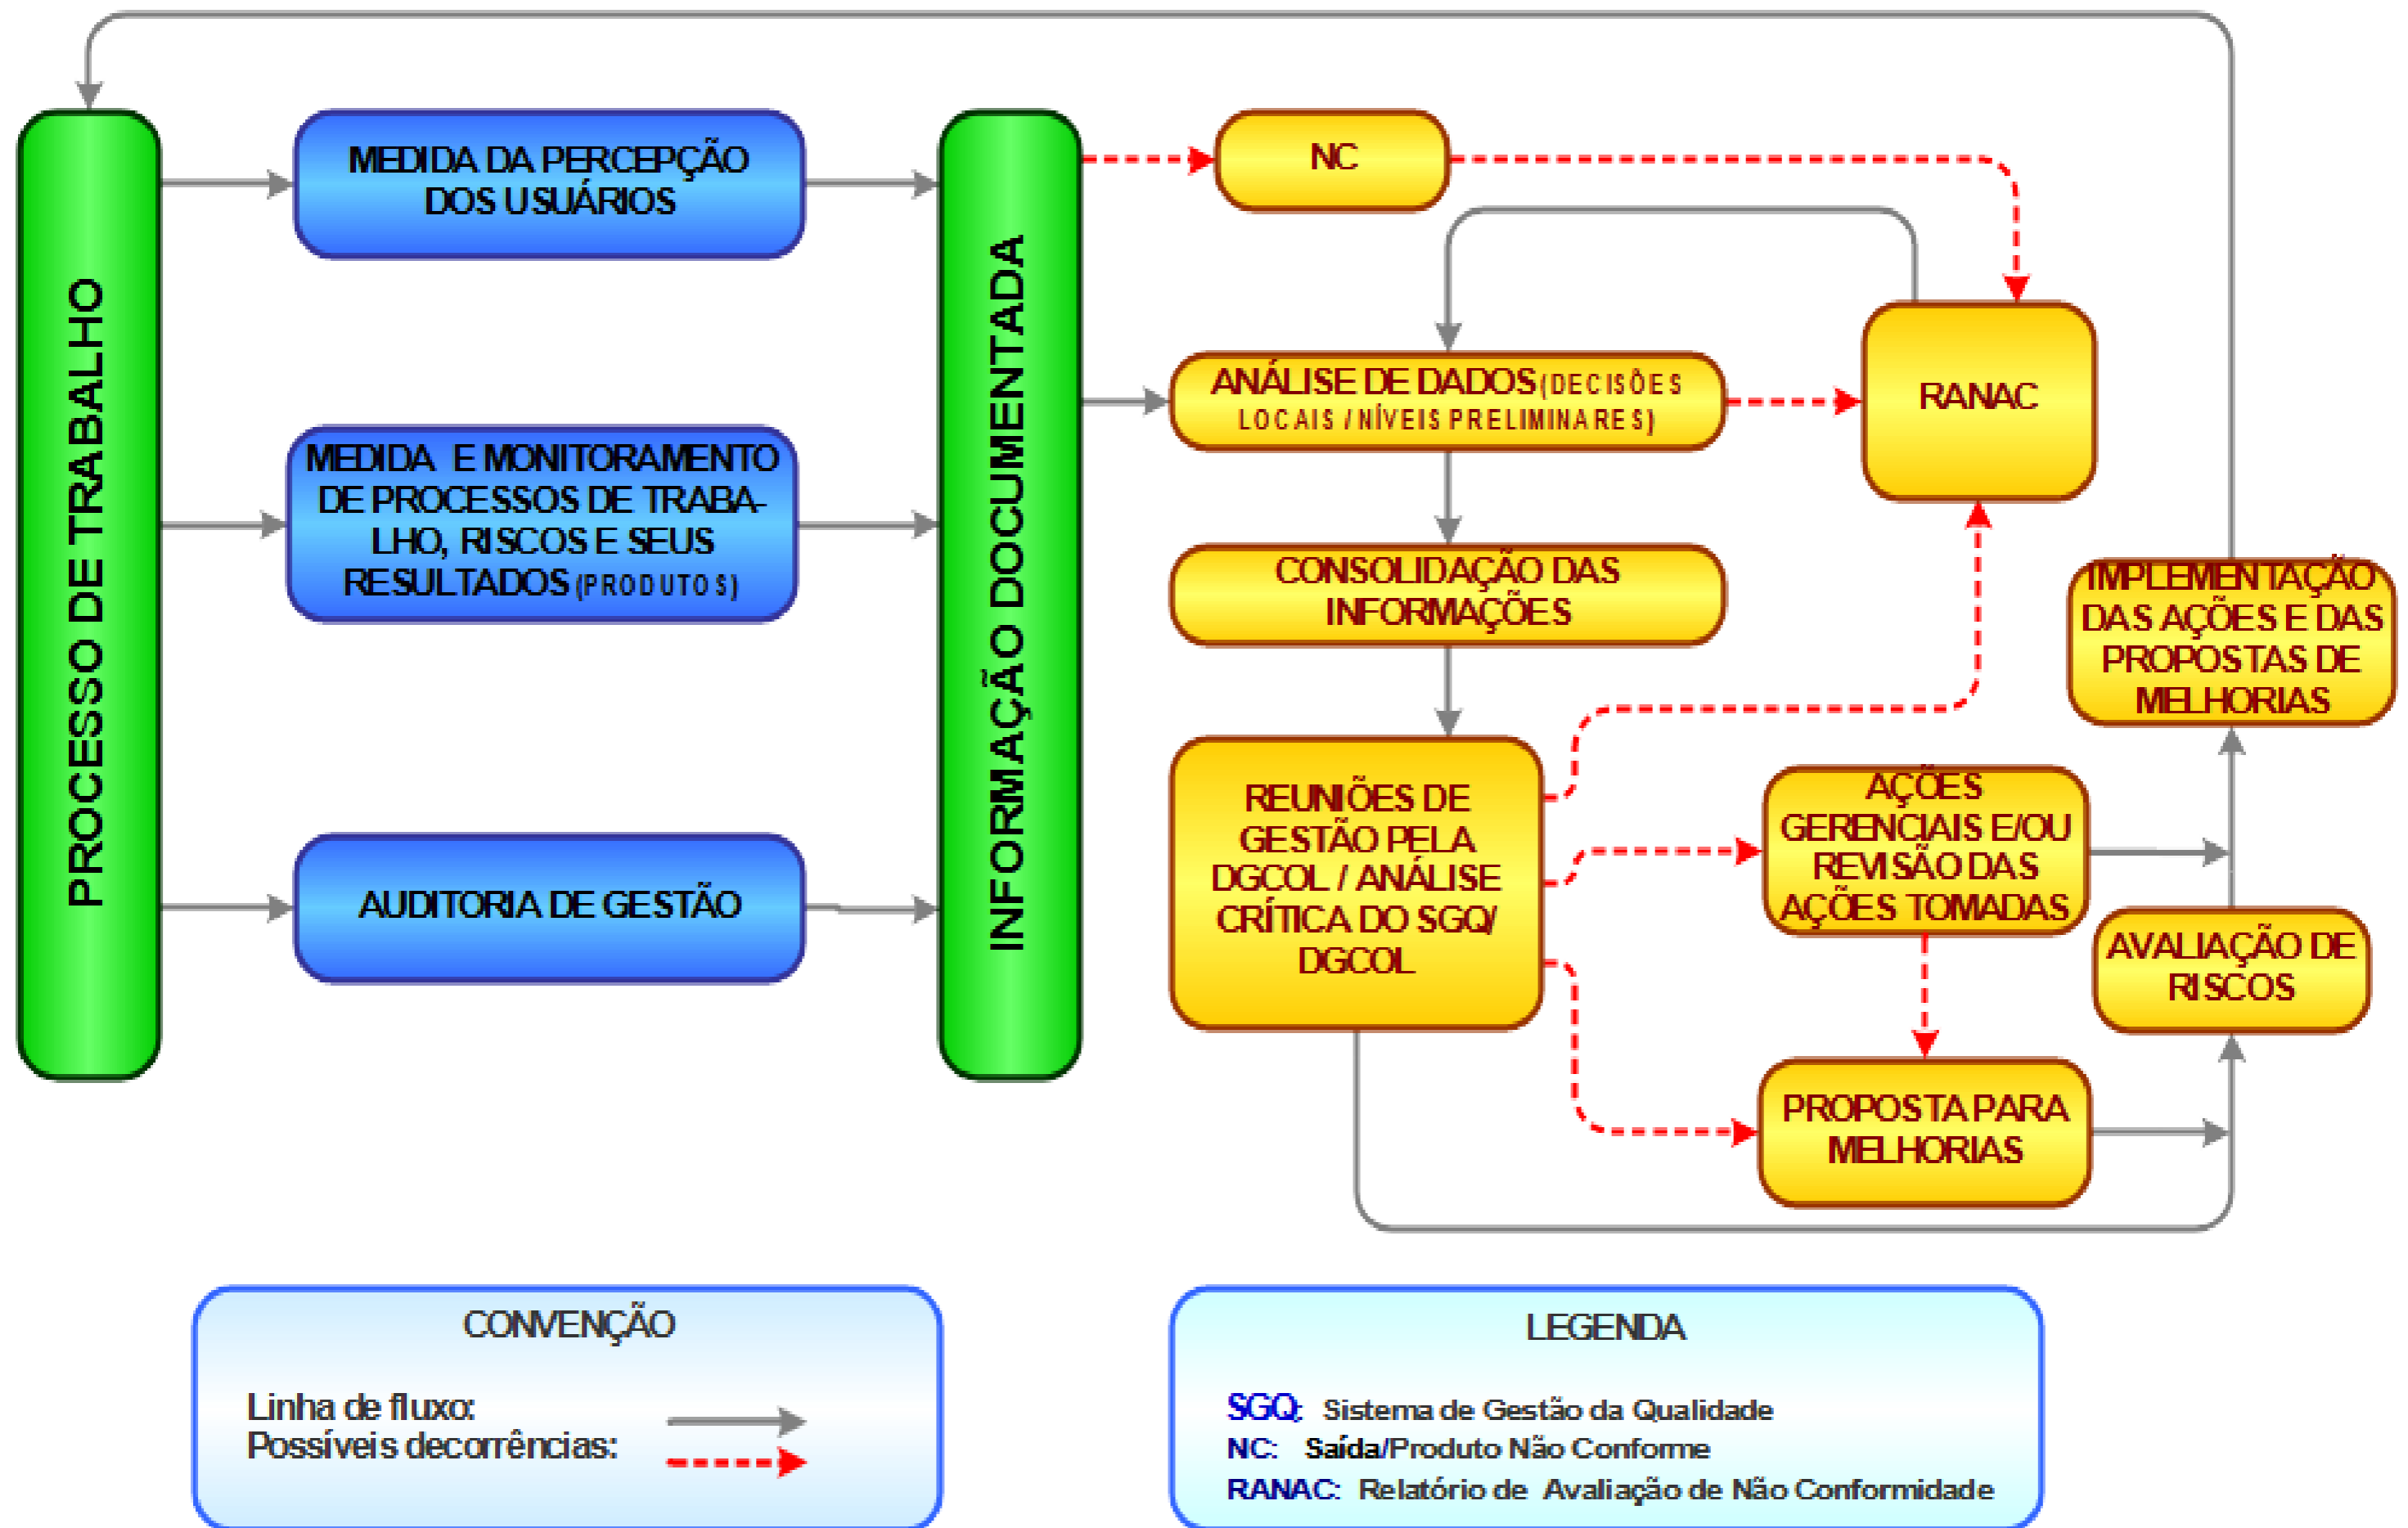 PROCESSO DE TRABALHO
MEDIDA DA PERCEPÇÃO
DOS USUÁRIOS
MEDIDA E MONITORAMENTO
DE PROCESSOS DE TRABA-
LHO, RISCOS E SEUS
RESULTADOS (PRODUTOS)
AUDITORIA DE GESTÃO
INFORMAÇÃO DOCUMENTADA
NC
ANÁLISE DE DADOS (DECISÕES
LOCAIS / NÍVEIS PRELIMINARES)
RANAC
CONSOLIDAÇÃO DAS
INFORMAÇÕES
REUNIÕES DE
GESTÃO PELA
DGCOL / ANÁLISE
CRÍTICA DO SGQ/
DGCOL
AÇÕES
GERENCIAIS E/OU
REVISÃO DAS
AÇÕES TOMADAS
PROPOSTA PARA
MELHORIAS
AVALIAÇÃO DE
RISCOS
IMPLEMENTAÇÃO
DAS AÇÕES E DAS
PROPOSTAS DE
MELHORIAS
CONVENÇÃO
Linha de fluxo:
Possíveis decorrências:
LEGENDA
SGQ: Sistema de Gestão da Qualidade
NC: Saída/Produto Não Conforme
RANAC: Relatório de Avaliação de Não Conformidade